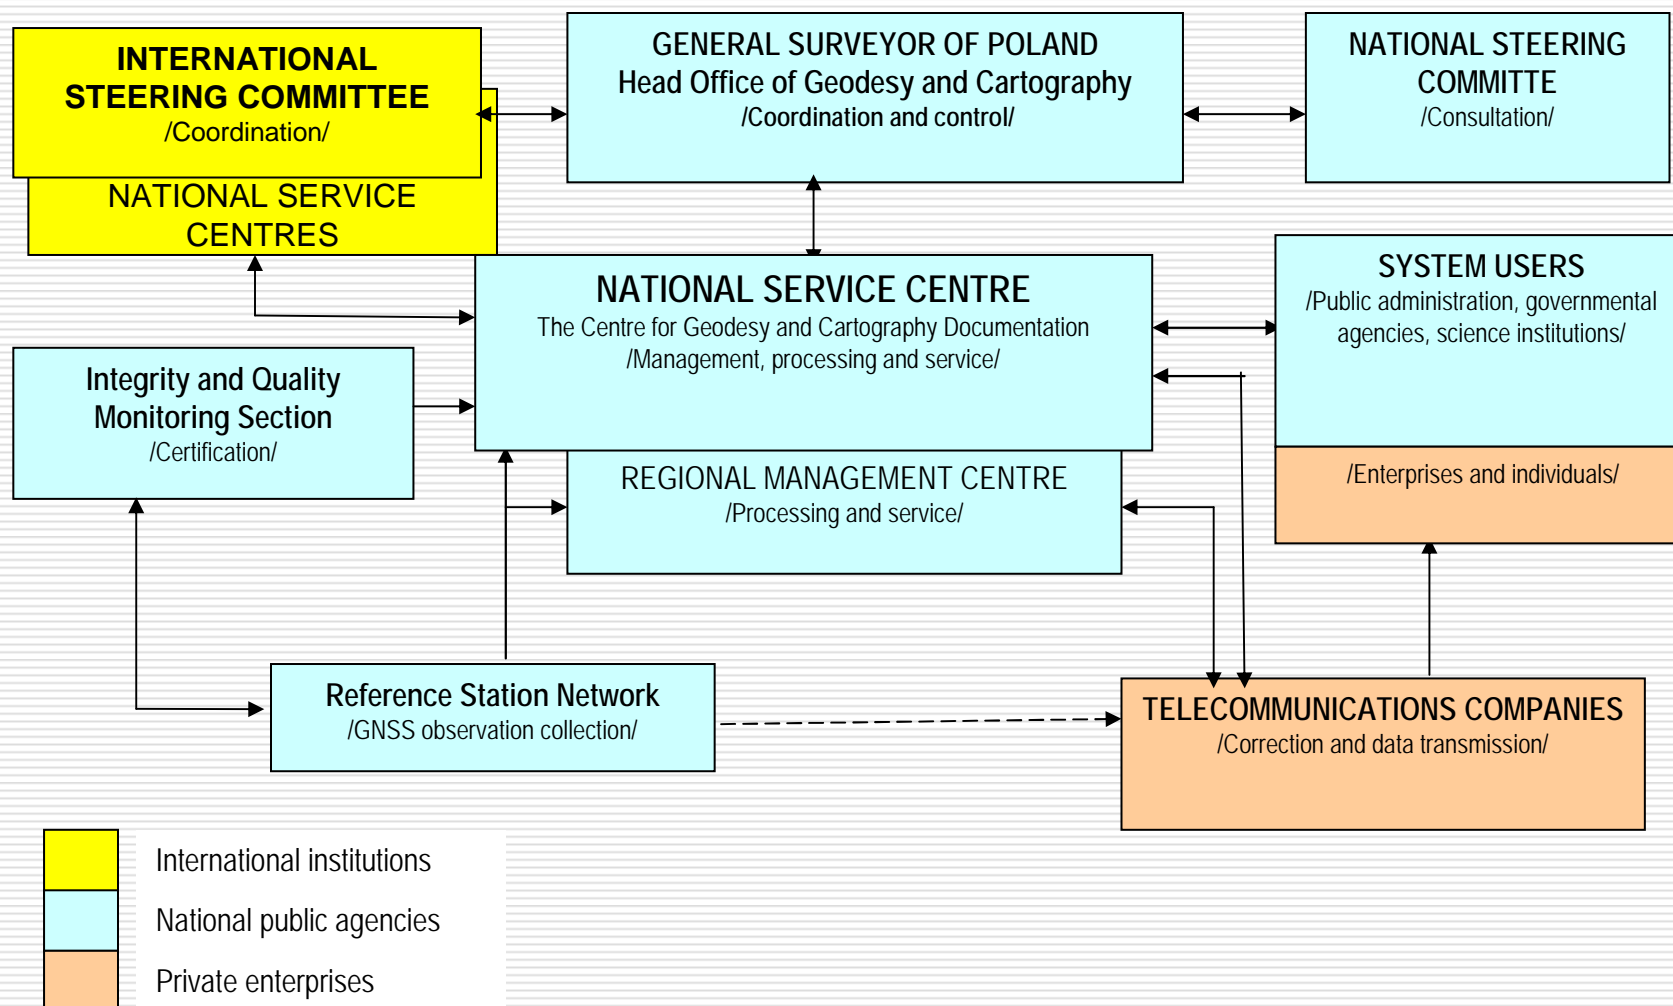 INTERNATIONAL
STEERING COMMITTEE
/Coordination/
NATIONAL SERVICE
CENTRES
GENERAL SURVEYOR OF POLAND
Head Office of Geodesy and Cartography
/Coordination and control/
NATIONAL STEERING
COMMITTE
/Consultation/
NATIONAL SERVICE CENTRE
The Centre for Geodesy and Cartography Documentation
/Management, processing and service/
SYSTEM USERS
/Public administration, governmental
agencies, science institutions/
/Enterprises and individuals/
Integrity and Quality
Monitoring Section
/Certification/
REGIONAL MANAGEMENT CENTRE
/Processing and service/
Reference Station Network
/GNSS observation collection/
TELECOMMUNICATIONS COMPANIES
/Correction and data transmission/
International institutions
National public agencies
Private enterprises